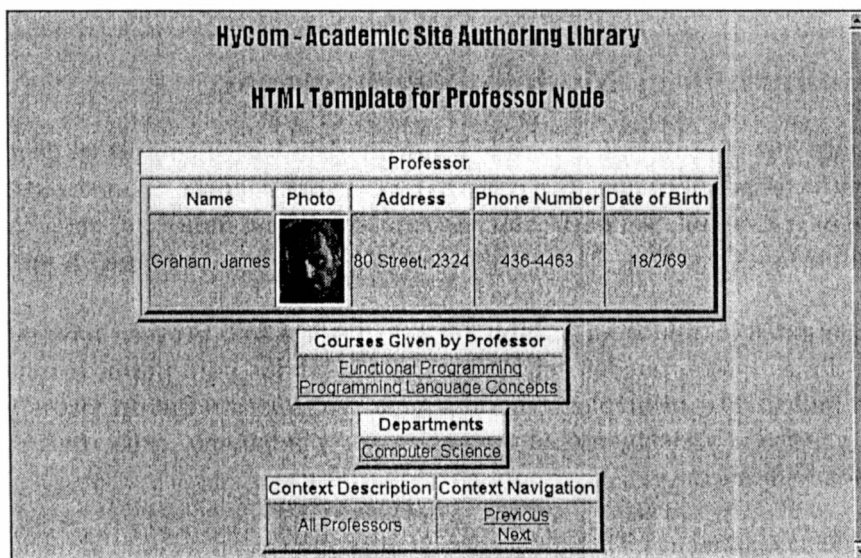 HyCom - Academic Site Authoring Library
HTML Template for Professor Node
Professor
Name Photo Address Phone Number Date of Birth
Graham, James 80 Street, 2324 436-4463 18/2/69
Courses Given by Professor
Functional Programming
Programming Language Concepts
Departments
Computer Science
Context Description Context Navigation
All Professors Previous
Next